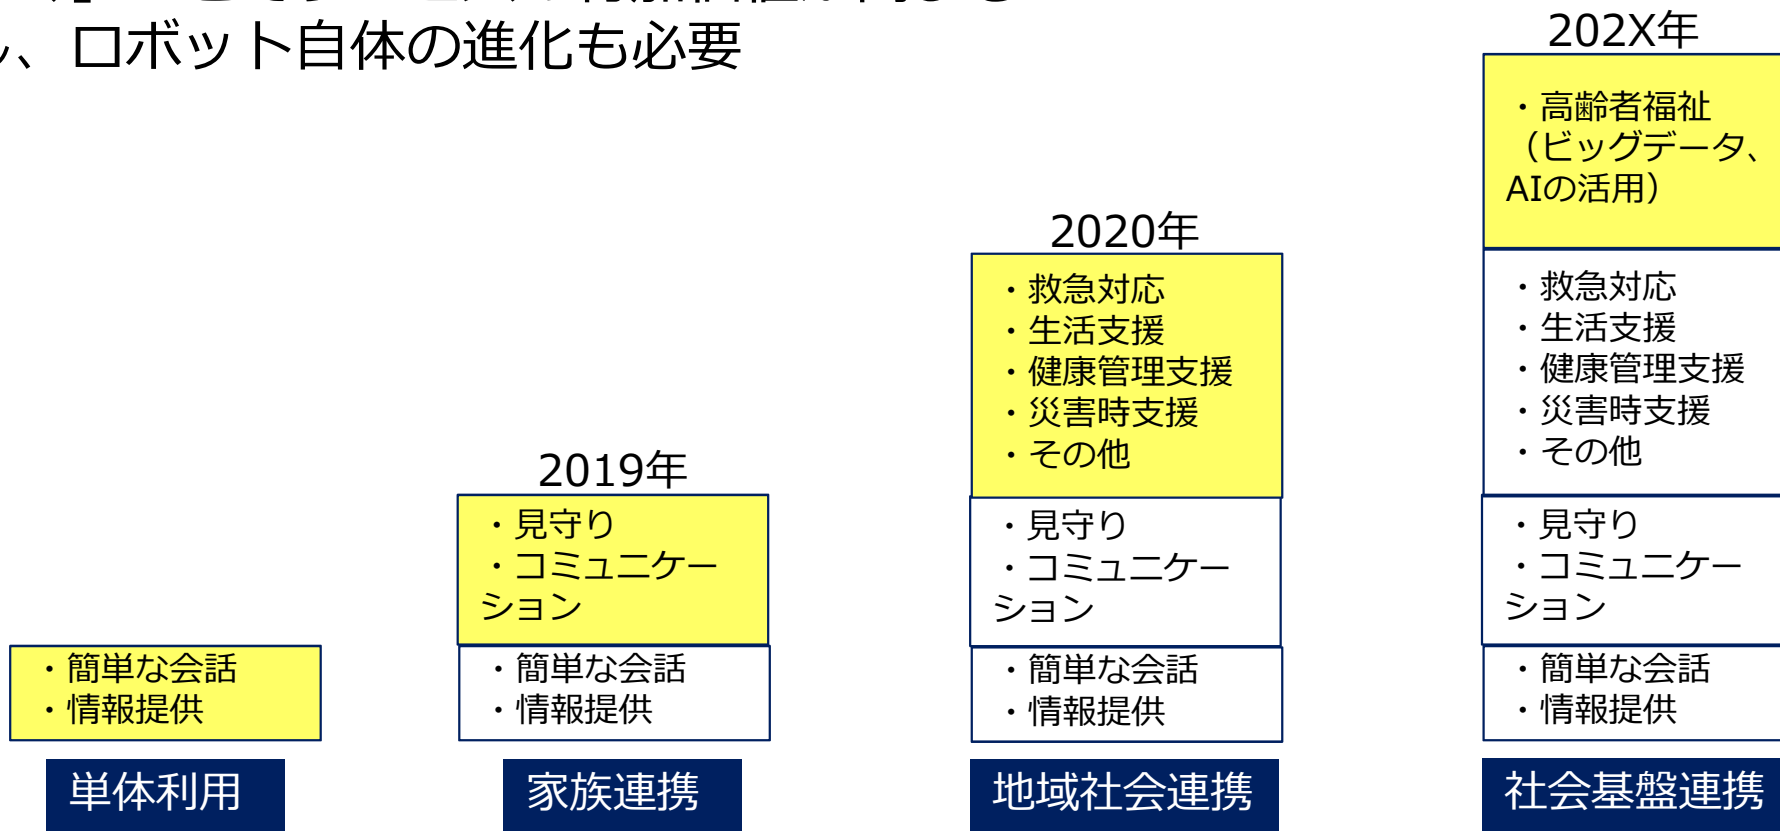 、ロボット自体の進化も必要
単体利用
・簡単な会話
・情報提供
2019年
・見守り
・コミュニケー
ション
・簡単な会話
・情報提供
家族連携
2020年
・救急対応
・生活支援
・健康管理支援
・災害時支援
・その他
・見守り
・コミュニケー
ション
・簡単な会話
・情報提供
地域社会連携
202X年
・高齢者福祉
（ビッグデータ、
AIの活用）
・救急対応
・生活支援
・健康管理支援
・災害時支援
・その他
・見守り
・コミュニケー
ション
・簡単な会話
・情報提供
社会基盤連携